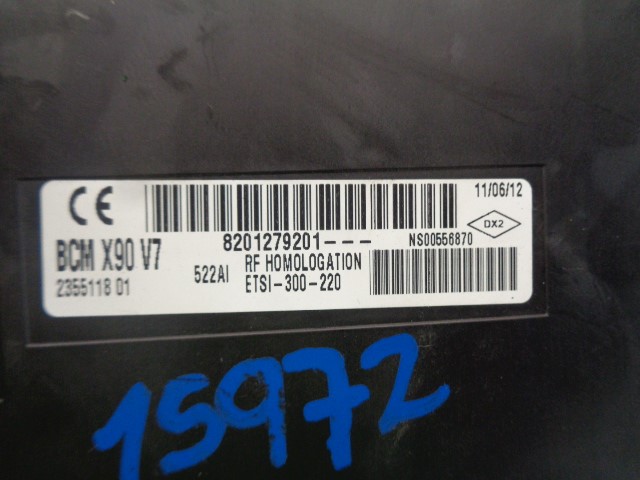 CE 11/06/12
8201279201--- NS00556870 DX2
BCM X90 V7 522AI RF HOMOLOGATION
2355118 01 ETSI-300-220
15972